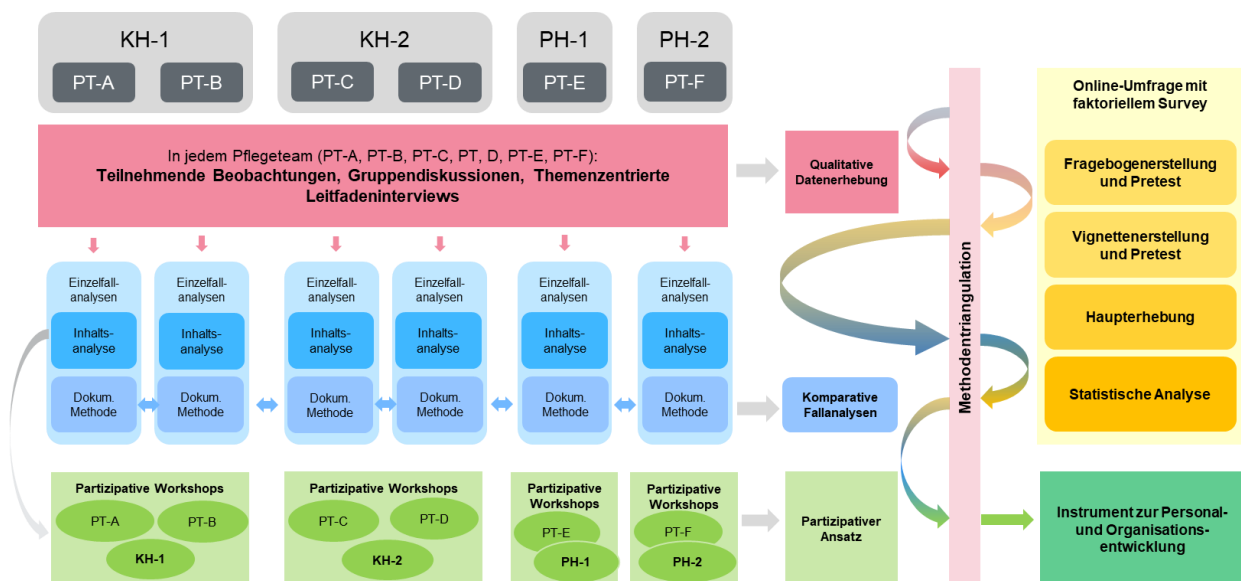 KH-1
KH-2
PH-1
PH-2
PT-A
PT-B
PT-C
PT-D
PT-E
PT-F
In jedem Pflegeteam (PT-A, PT-B, PT-C, PT, D, PT-E, PT-F):
Teilnehmende Beobachtungen, Gruppendiskussionen, Themenzentrierte
Leitfadeninterviews
Qualitative
Datenerhebung
Einzelfall-
analysen
Inhalts-
analyse
Dokum.
Methode
Einzelfall-
analysen
Inhalts-
analyse
Dokum.
Methode
Einzelfall-
analysen
Inhalts-
analyse
Dokum.
Methode
Einzelfall-
analysen
Inhalts-
analyse
Dokum.
Methode
Einzelfall-
analysen
Inhalts-
analyse
Dokum.
Methode
Einzelfall-
analysen
Inhalts-
analyse
Dokum.
Methode
Komparative
Fallanalysen
Partizipative Workshops
PT-A
PT-B
KH-1
Partizipative Workshops
PT-C
PT-D
KH-2
Partizipative
Workshops
PT-E
PH-1
Partizipative
Workshops
PT-F
PH-2
Partizipativer
Ansatz
Methodentriangulation
Online-Umfrage mit
faktoriellem Survey
Fragebogenerstellung
und Pretest
Vignettenerstellung
und Pretest
Haupterhebung
Statistische Analyse
Instrument zur Personal-
und Organisations-
entwicklung